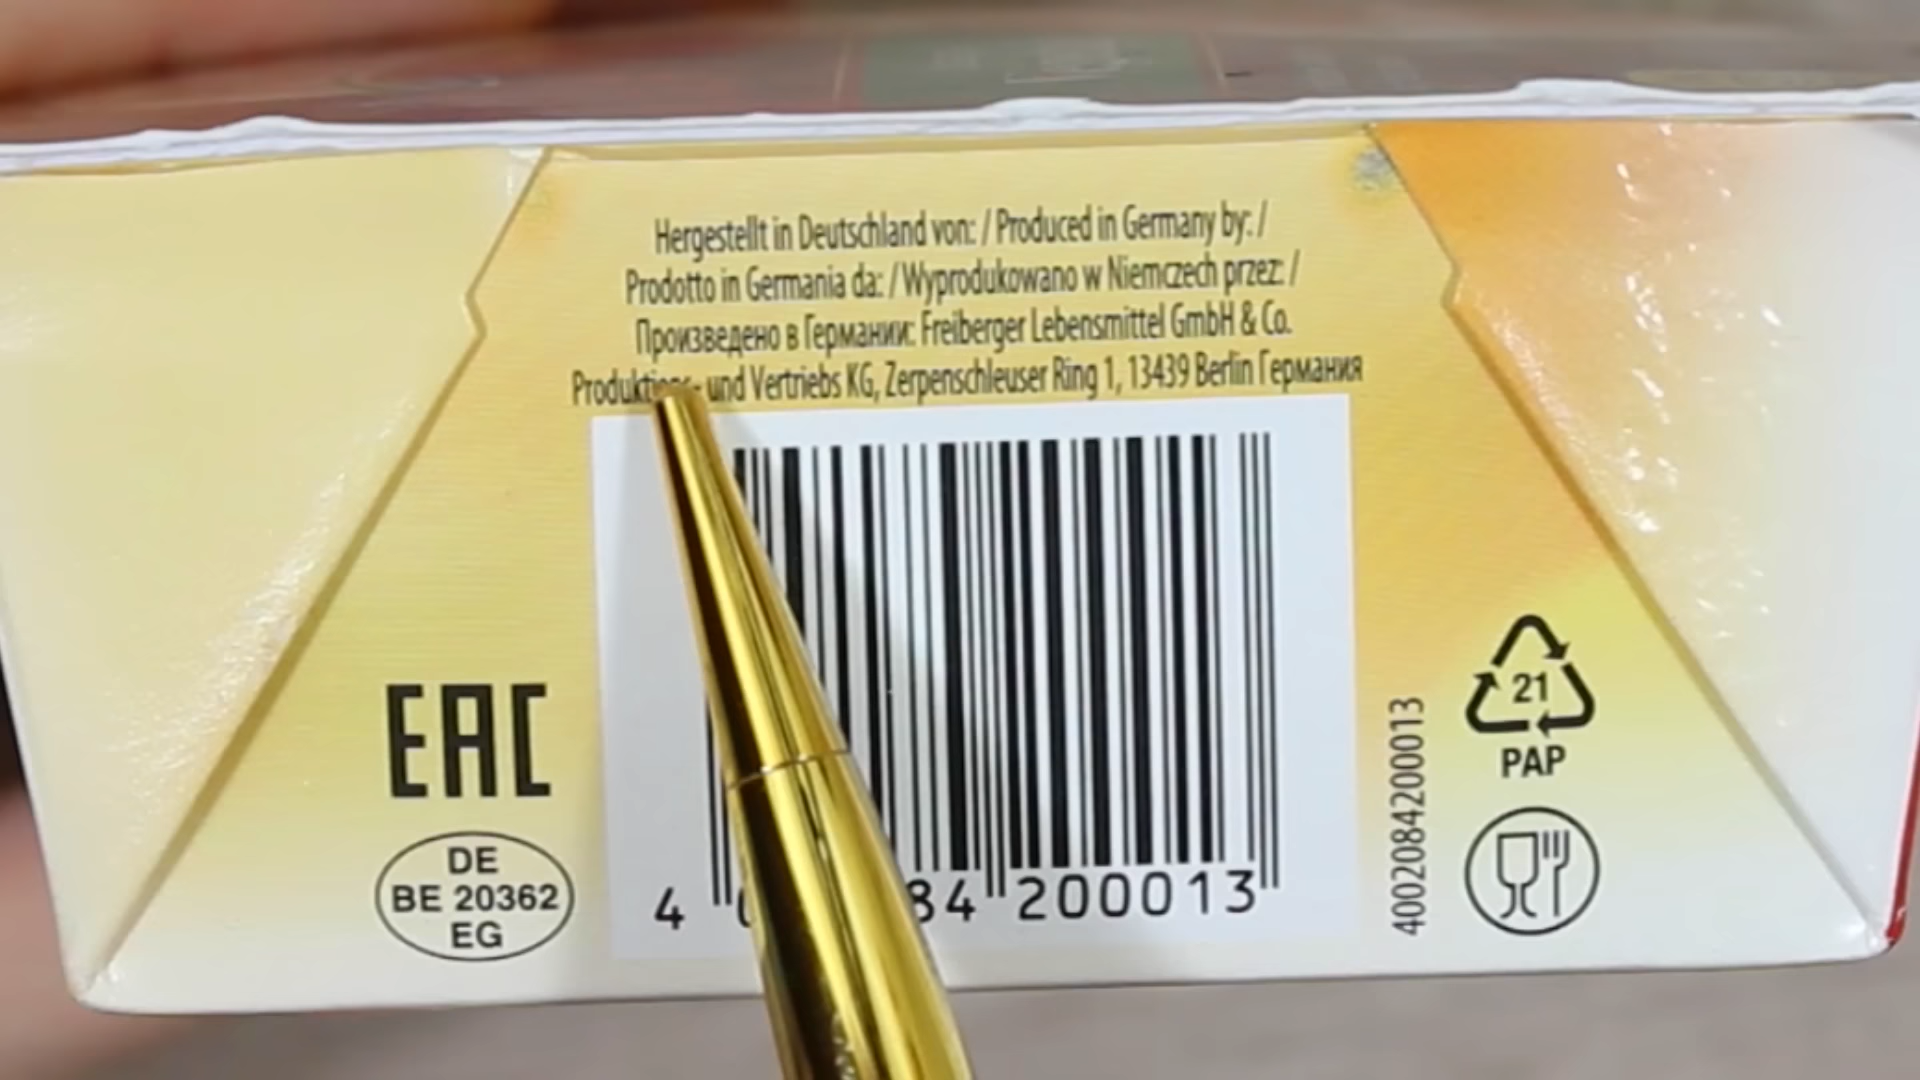 Hergestellt in Deutschland von: / Produced in Germany by: /
Prodotto in Germania da: / Wyprodukowano w Niemczech przez: /
Произведено в Германии: Freiberger Lebensmittel GmbH & Co.
Produktions- und Vertriebs KG, Zerpenschleuser Ring 1, 13439 Berlin Германия
EAC
DE
BE 20362
EG
4 84 200013
4002084200013
21
PAP